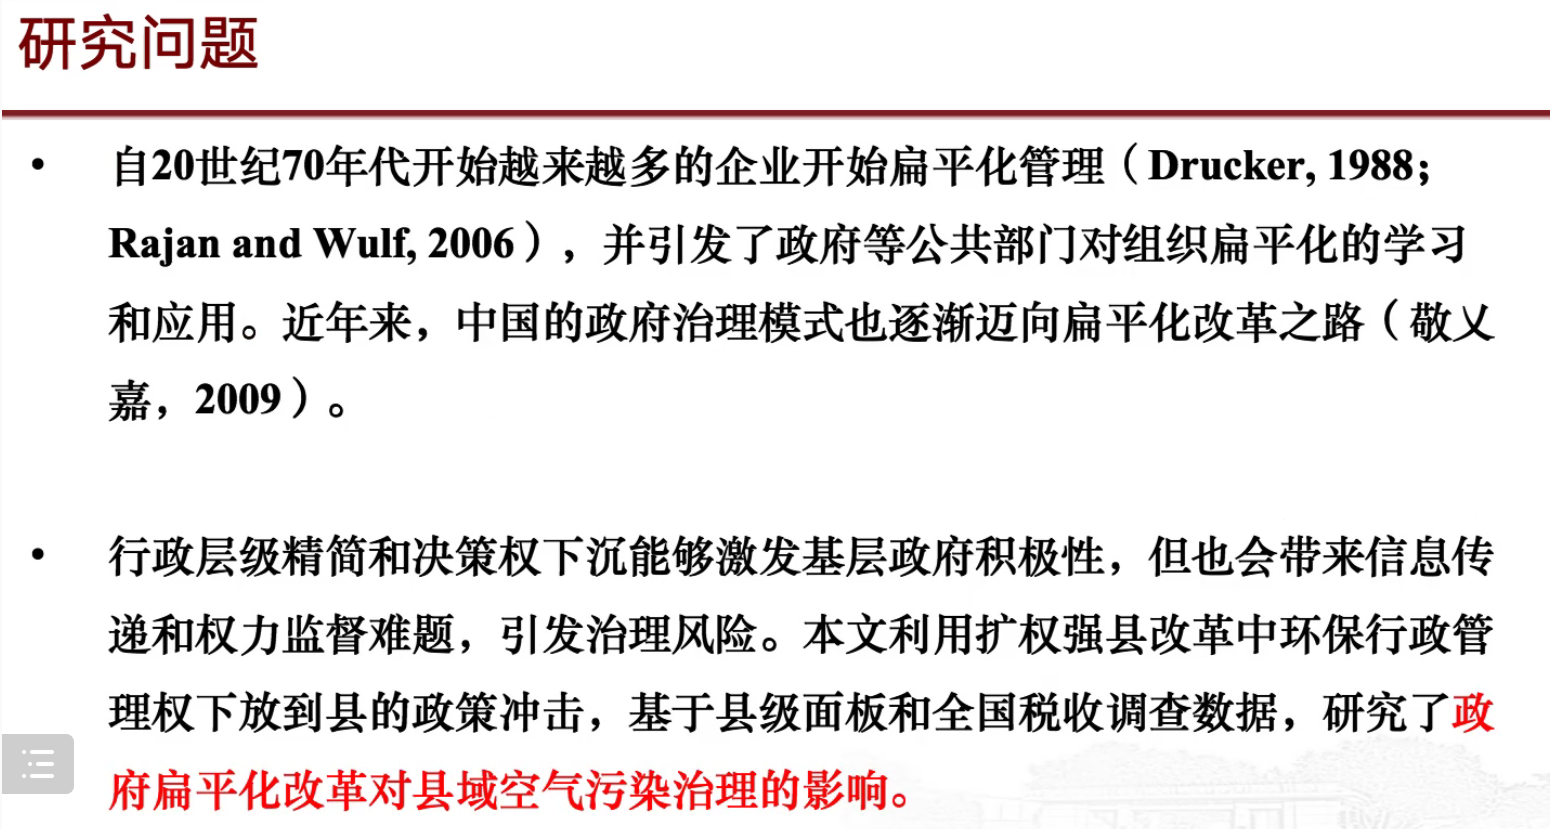 研究问题
• 自20世纪70年代开始越来越多的企业开始扁平化管理（Drucker, 1988;
Rajan and Wulf, 2006），并引发了政府等公共部门对组织扁平化的学习
和应用。近年来，中国的政府治理模式也逐渐迈向扁平化改革之路（敬乂
嘉，2009）。
• 行政层级精简和决策权下沉能够激发基层政府积极性，但也会带来信息传
递和权力监督难题，引发治理风险。本文利用扩权强县改革中环保行政管
理权下放到县的政策冲击，基于县级面板和全国税收调查数据，研究了政
府扁平化改革对县域空气污染治理的影响。